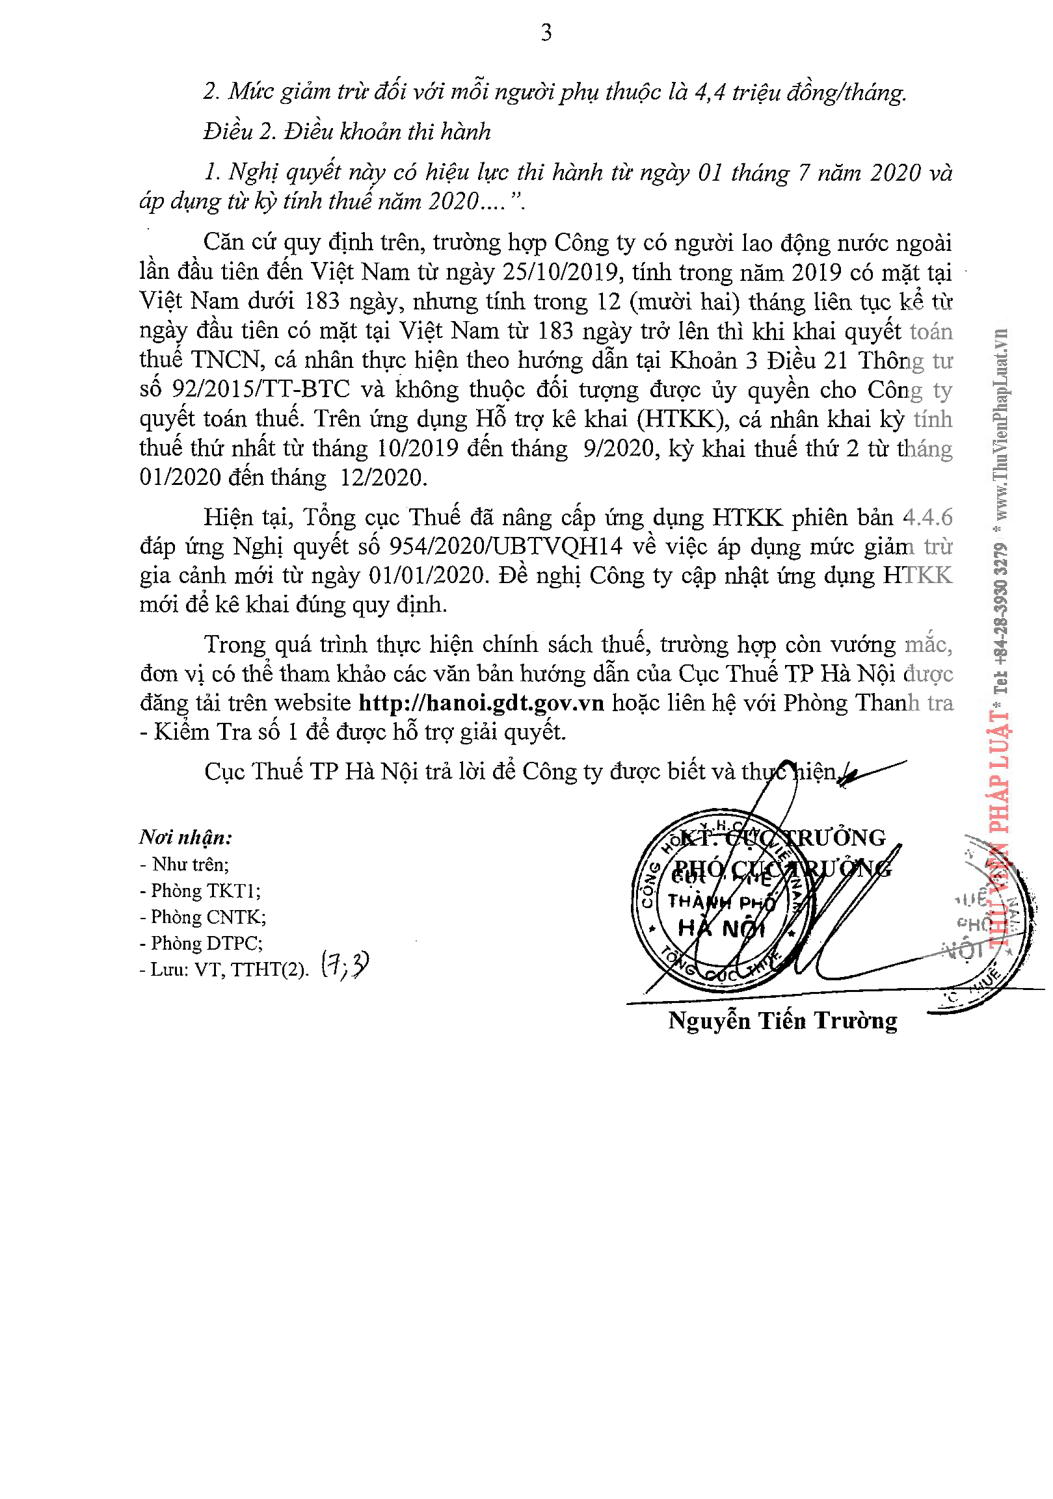 3
2. Mức giảm trừ đối với mỗi người phụ thuộc là 4,4 triệu đồng/tháng.
Điều 2. Điều khoản thi hành
1. Nghị quyết này có hiệu lực thi hành từ ngày 01 tháng 7 năm 2020 và
áp dụng từ kỳ tính thuế năm 2020....”.
Căn cứ quy định trên, trường hợp Công ty có người lao động nước ngoài
lần đầu tiên đến Việt Nam từ ngày 25/10/2019, tính trong năm 2019 có mặt tại
Việt Nam dưới 183 ngày, nhưng tính trong 12 (mười hai) tháng liên tục kể từ
ngày đầu tiên có mặt tại Việt Nam từ 183 ngày trở lên thì khi khai quyết toán
thuế TNCN, cá nhân thực hiện theo hướng dẫn tại Khoản 3 Điều 21 Thông tư
số 92/2015/TT-BTC và không thuộc đối tượng được ủy quyền cho Công ty
quyết toán thuế. Trên ứng dụng Hỗ trợ kê khai (HTKK), cá nhân khai kỳ tính
thuế thứ nhất từ tháng 10/2019 đến tháng 9/2020, kỳ khai thuế thứ 2 từ tháng
01/2020 đến tháng 12/2020.
Hiện tại, Tổng cục Thuế đã nâng cấp ứng dụng HTKK phiên bản 4.4.6
đáp ứng Nghị quyết số 954/2020/UBTVQH14 về việc áp dụng mức giảm trừ
gia cảnh mới từ ngày 01/01/2020. Đề nghị Công ty cập nhật ứng dụng HTKK
mới để kê khai đúng quy định.
Trong quá trình thực hiện chính sách thuế, trường hợp còn vướng mắc,
đơn vị có thể tham khảo các văn bản hướng dẫn của Cục Thuế TP Hà Nội được
đăng tải trên website http://hanoi.gdt.gov.vn hoặc liên hệ với Phòng Thanh tra
- Kiểm Tra số 1 để được hỗ trợ giải quyết.
Cục Thuế TP Hà Nội trả lời để Công ty được biết và thực hiện./.
Nơi nhận:
- Như trên;
- Phòng TKT1;
- Phòng CNTK;
- Phòng DTPC;
- Lưu: VT, TTHT(2). (7;3)
KT. CỤC TRƯỞNG
PHÓ CỤC TRƯỞNG
CỤC THUẾ
THÀNH PHỐ
HÀ NỘI
TỔNG CỤC THUẾ
Nguyễn Tiến Trường
THƯ VIỆN PHÁP LUẬT * Tel: +84-28-3930 3279 * www.ThuVienPhapLuat.vn